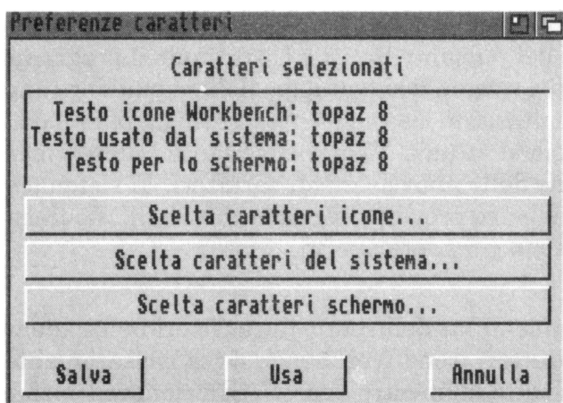 Preferenze caratteri
Caratteri selezionati
Testo icone Workbench: topaz 8
Testo usato dal sistema: topaz 8
Testo per lo schermo: topaz 8
Scelta caratteri icone...
Scelta caratteri del sistema...
Scelta caratteri schermo...
Salva
Usa
Annulla